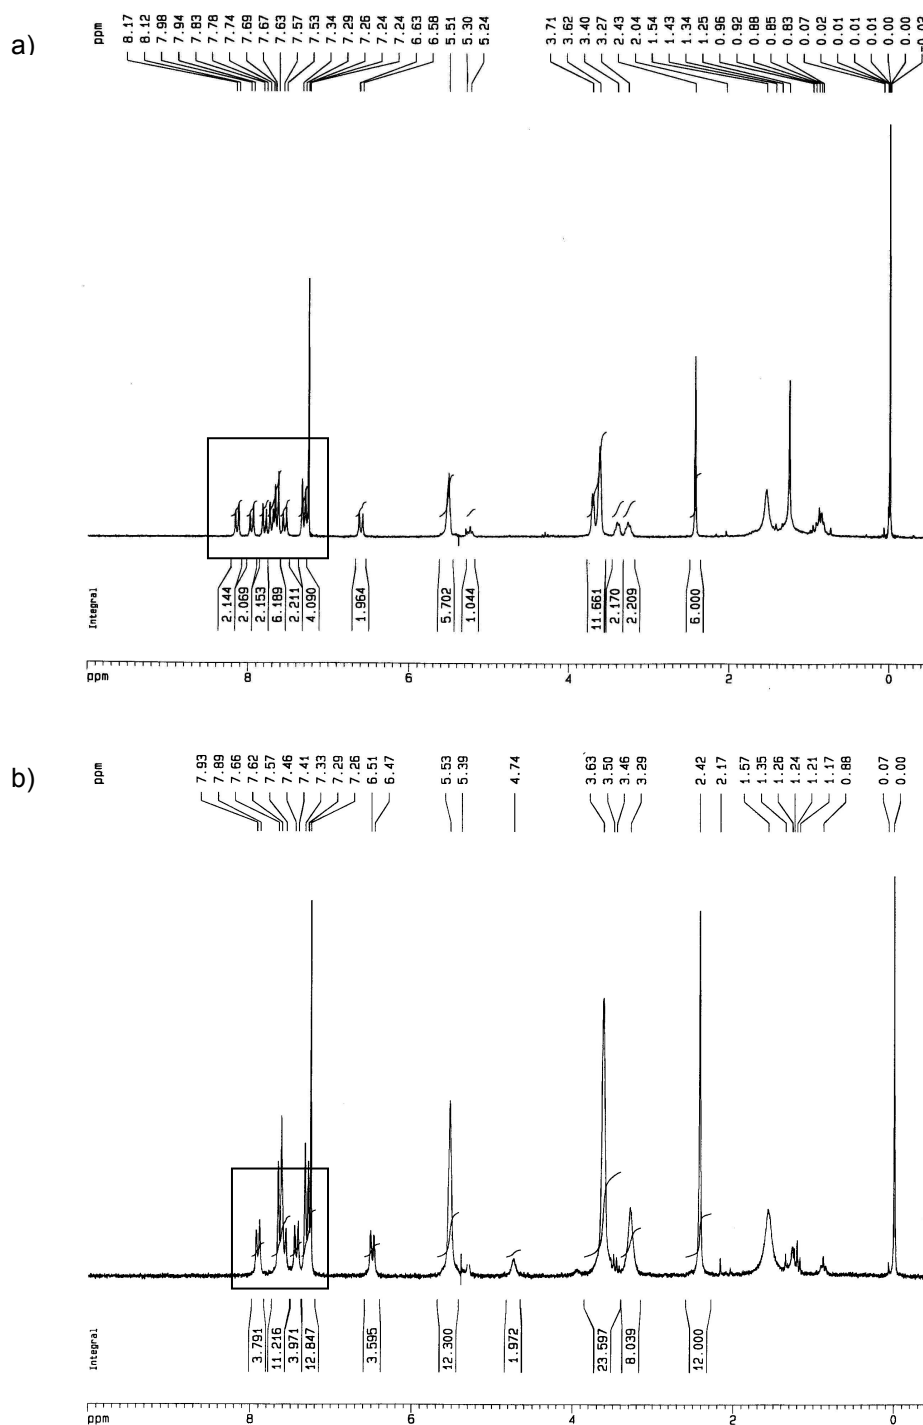 a)
ppm
8.17 8.12 7.98 7.94 7.83 7.78 7.74 7.69 7.67 7.63 7.57 7.53 7.34 7.29 7.26 7.24 7.24 6.63 6.58 5.51 5.30 5.24 3.71 3.62 3.40 3.27 2.43 2.04 1.54 1.43 1.34 1.25 0.96 0.92 0.88 0.85 0.83 0.07 0.02 0.01 0.01 0.01 0.00 0.00
Integral
2.144 2.069 2.153 6.189 2.211 4.090 1.964 5.702 1.044 11.661 2.170 2.209 6.000
ppm 8 6 4 2 0
b)
ppm
7.93 7.89 7.66 7.62 7.57 7.46 7.41 7.33 7.29 7.26 6.51 6.47 5.53 5.39 4.74 3.63 3.50 3.46 3.29 2.42 2.17 1.57 1.35 1.26 1.24 1.21 1.17 0.88 0.07 0.00
Integral
3.791 11.216 3.971 12.847 3.595 12.300 1.972 23.597 8.039 12.000
ppm 8 6 4 2 0